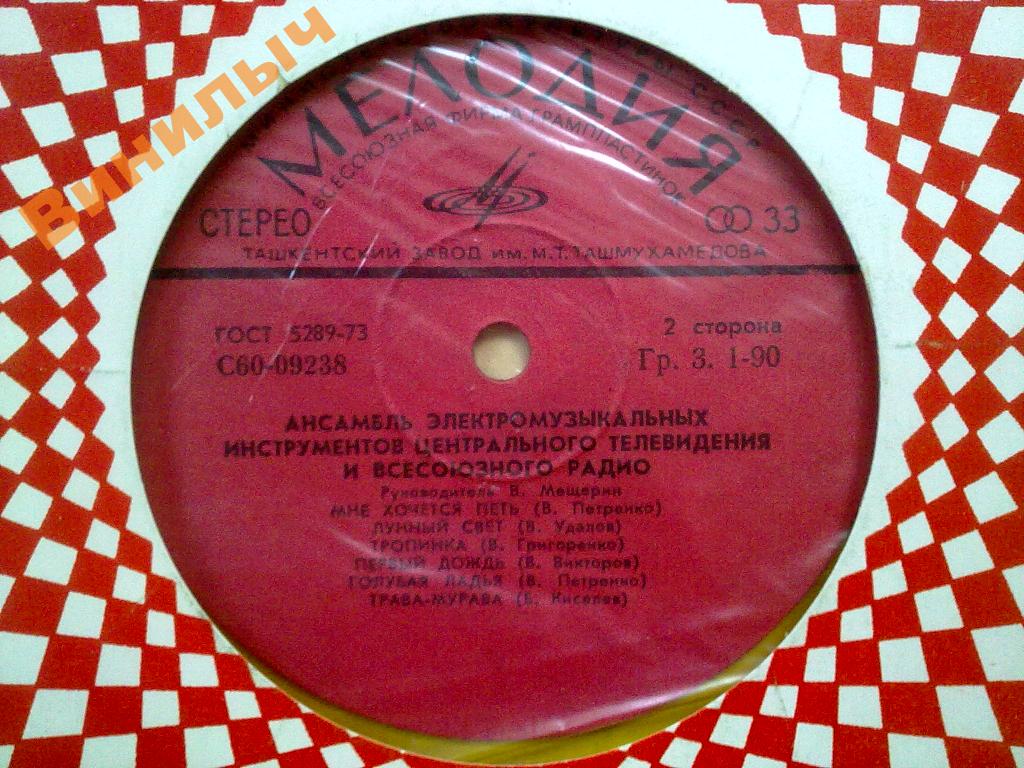 Винилыч
СССР
МЕЛОДИЯ
ВСЕСОЮЗНАЯ ФИРМА ГРАМПЛАСТИНОК
СТЕРЕО 33
ТАШКЕНТСКИЙ ЗАВОД ИМ. М.Т. ТАШМУХАМЕДОВА
ГОСТ 5289-73
2 сторона
С60-09238
Гр. 3. 1-90
АНСАМБЛЬ ЭЛЕКТРОМУЗЫКАЛЬНЫХ
ИНСТРУМЕНТОВ ЦЕНТРАЛЬНОГО ТЕЛЕВИДЕНИЯ
И ВСЕСОЮЗНОГО РАДИО
Руководитель В. Мещерин
МНЕ ХОЧЕТСЯ ПЕТЬ (В. Петренко)
ЛУННЫЙ СВЕТ (В. Удалов)
ТРОПИНКА (В. Григоренко)
ПЕРВЫЙ ДОЖДЬ (В. Викторов)
ГОЛУБАЯ ЛАДЬЯ (В. Петренко)
ТРАВА-МУРАВА (В. Киселев)